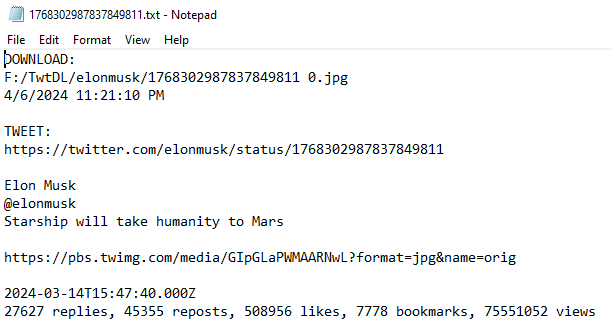 1768302987837849811.txt - Notepad
File Edit Format View Help
DOWNLOAD:
F:/TwtDL/elonmusk/1768302987837849811 0.jpg
4/6/2024 11:21:10 PM
TWEET:
https://twitter.com/elonmusk/status/1768302987837849811
Elon Musk
@elonmusk
Starship will take humanity to Mars
https://pbs.twimg.com/media/GIpGLaPWMAARNwL?format=jpg&name=orig
2024-03-14T15:47:40.000Z
27627 replies, 45355 reposts, 508956 likes, 7778 bookmarks, 75551052 views